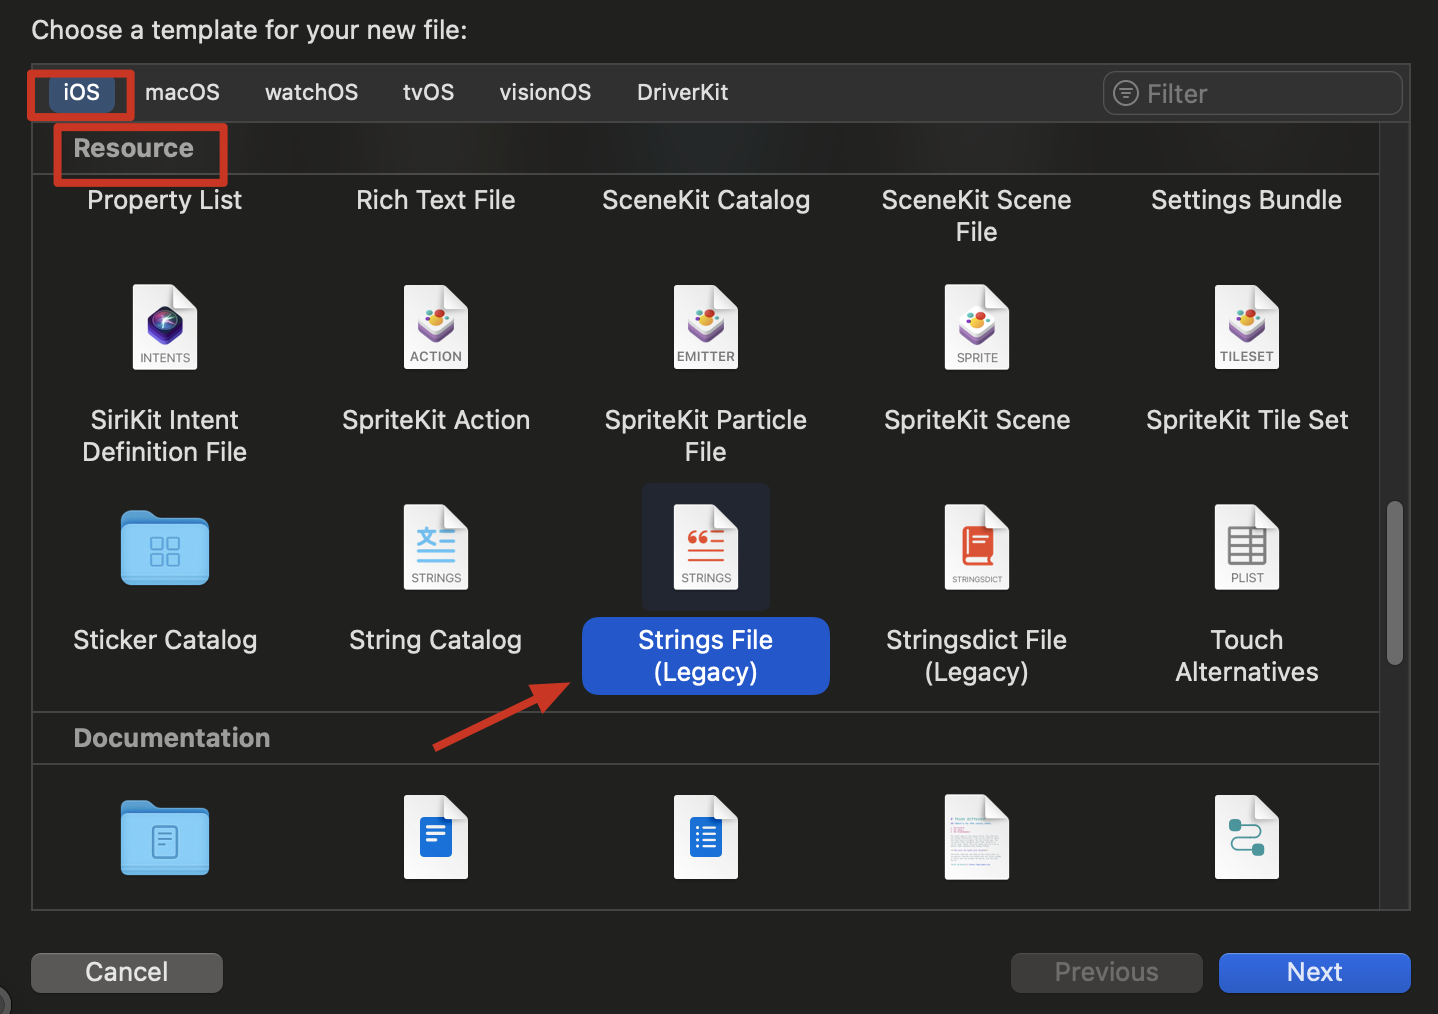 Choose a template for your new file:
iOS macOS watchOS tvOS visionOS DriverKit Filter
Resource
Property List Rich Text File SceneKit Catalog SceneKit Scene File Settings Bundle
INTENTS ACTION EMITTER SPRITE TILESET
SiriKit Intent Definition File SpriteKit Action SpriteKit Particle File SpriteKit Scene SpriteKit Tile Set
文
STRINGS STRINGS STRINGSDICT PLIST
Sticker Catalog String Catalog Strings File (Legacy) Stringsdict File (Legacy) Touch Alternatives
Documentation
Cancel Previous Next